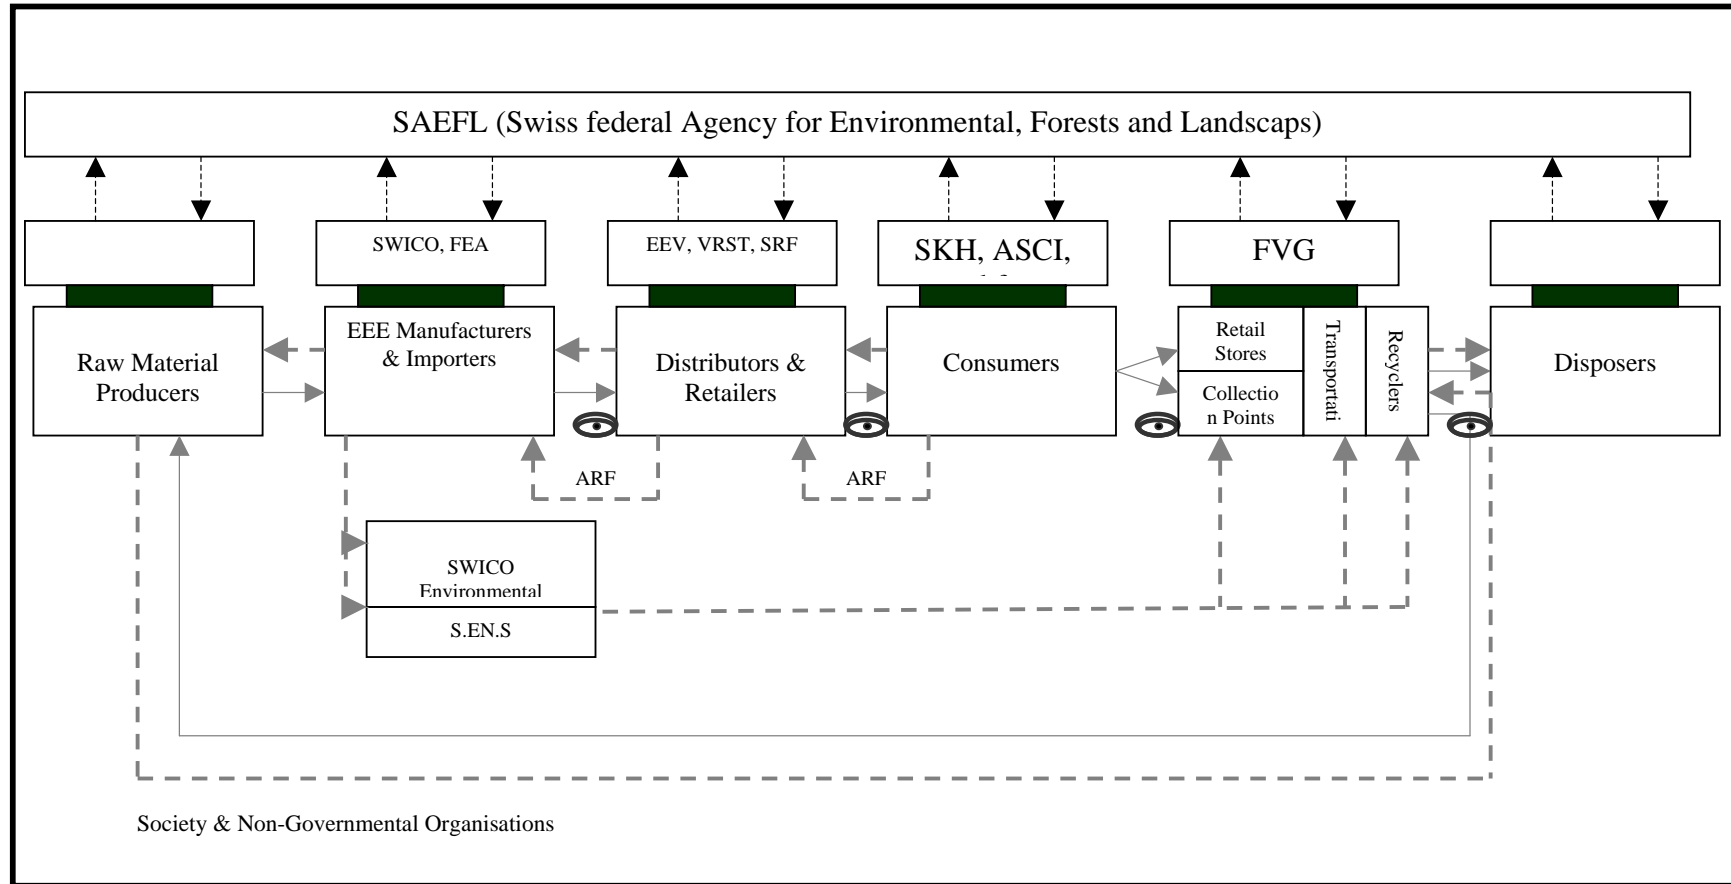 SAEFL (Swiss federal Agency for Environmental, Forests and Landscaps)
SWICO, FEA
EEV, VRST, SRF
SKH, ASCI,
FVG
Raw Material
Producers
EEE Manufacturers
& Importers
Distributors &
Retailers
Consumers
Retail
Stores
Collectio
n Points
Transportati
Recyclers
Disposers
ARF
ARF
SWICO
Environmental
S.EN.S
Society & Non-Governmental Organisations